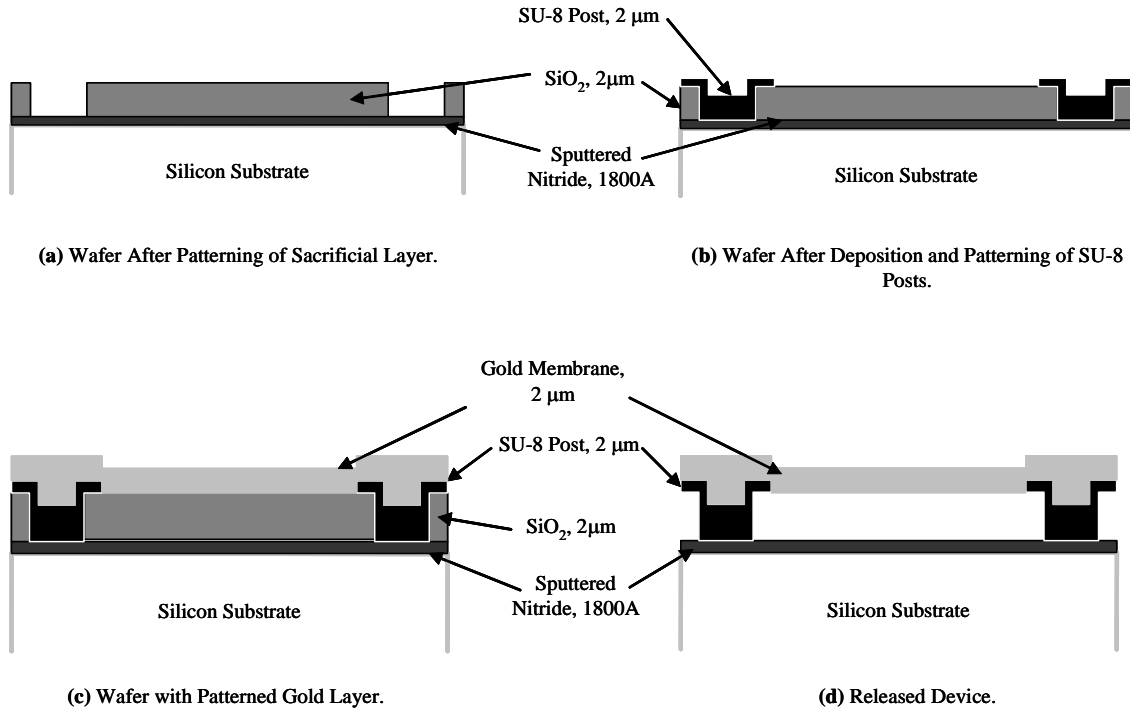 SU-8 Post, 2 μm
SiO2, 2μm
Sputtered
Nitride, 1800A
Silicon Substrate
Silicon Substrate
(a) Wafer After Patterning of Sacrificial Layer.
(b) Wafer After Deposition and Patterning of SU-8
Posts.
Gold Membrane,
2 μm
SU-8 Post, 2 μm
SiO2, 2μm
Sputtered
Nitride, 1800A
Silicon Substrate
Silicon Substrate
(c) Wafer with Patterned Gold Layer.
(d) Released Device.